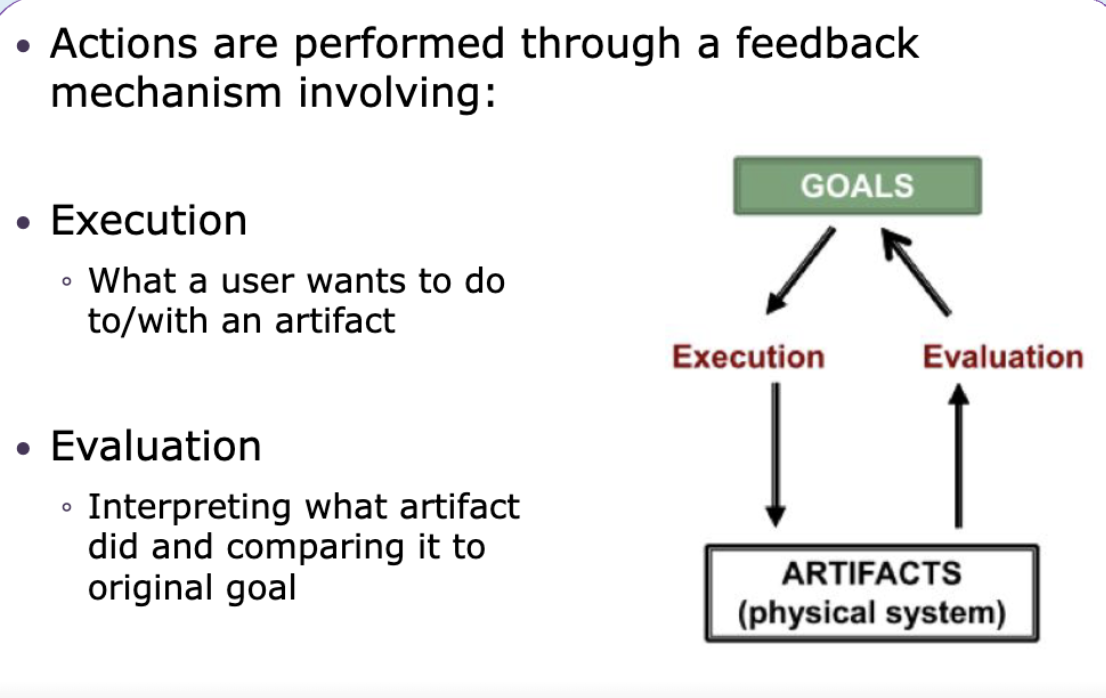 • Actions are performed through a feedback
mechanism involving:
• Execution
◦ What a user wants to do
to/with an artifact
• Evaluation
◦ Interpreting what artifact
did and comparing it to
original goal
GOALS
Execution
Evaluation
ARTIFACTS
(physical system)